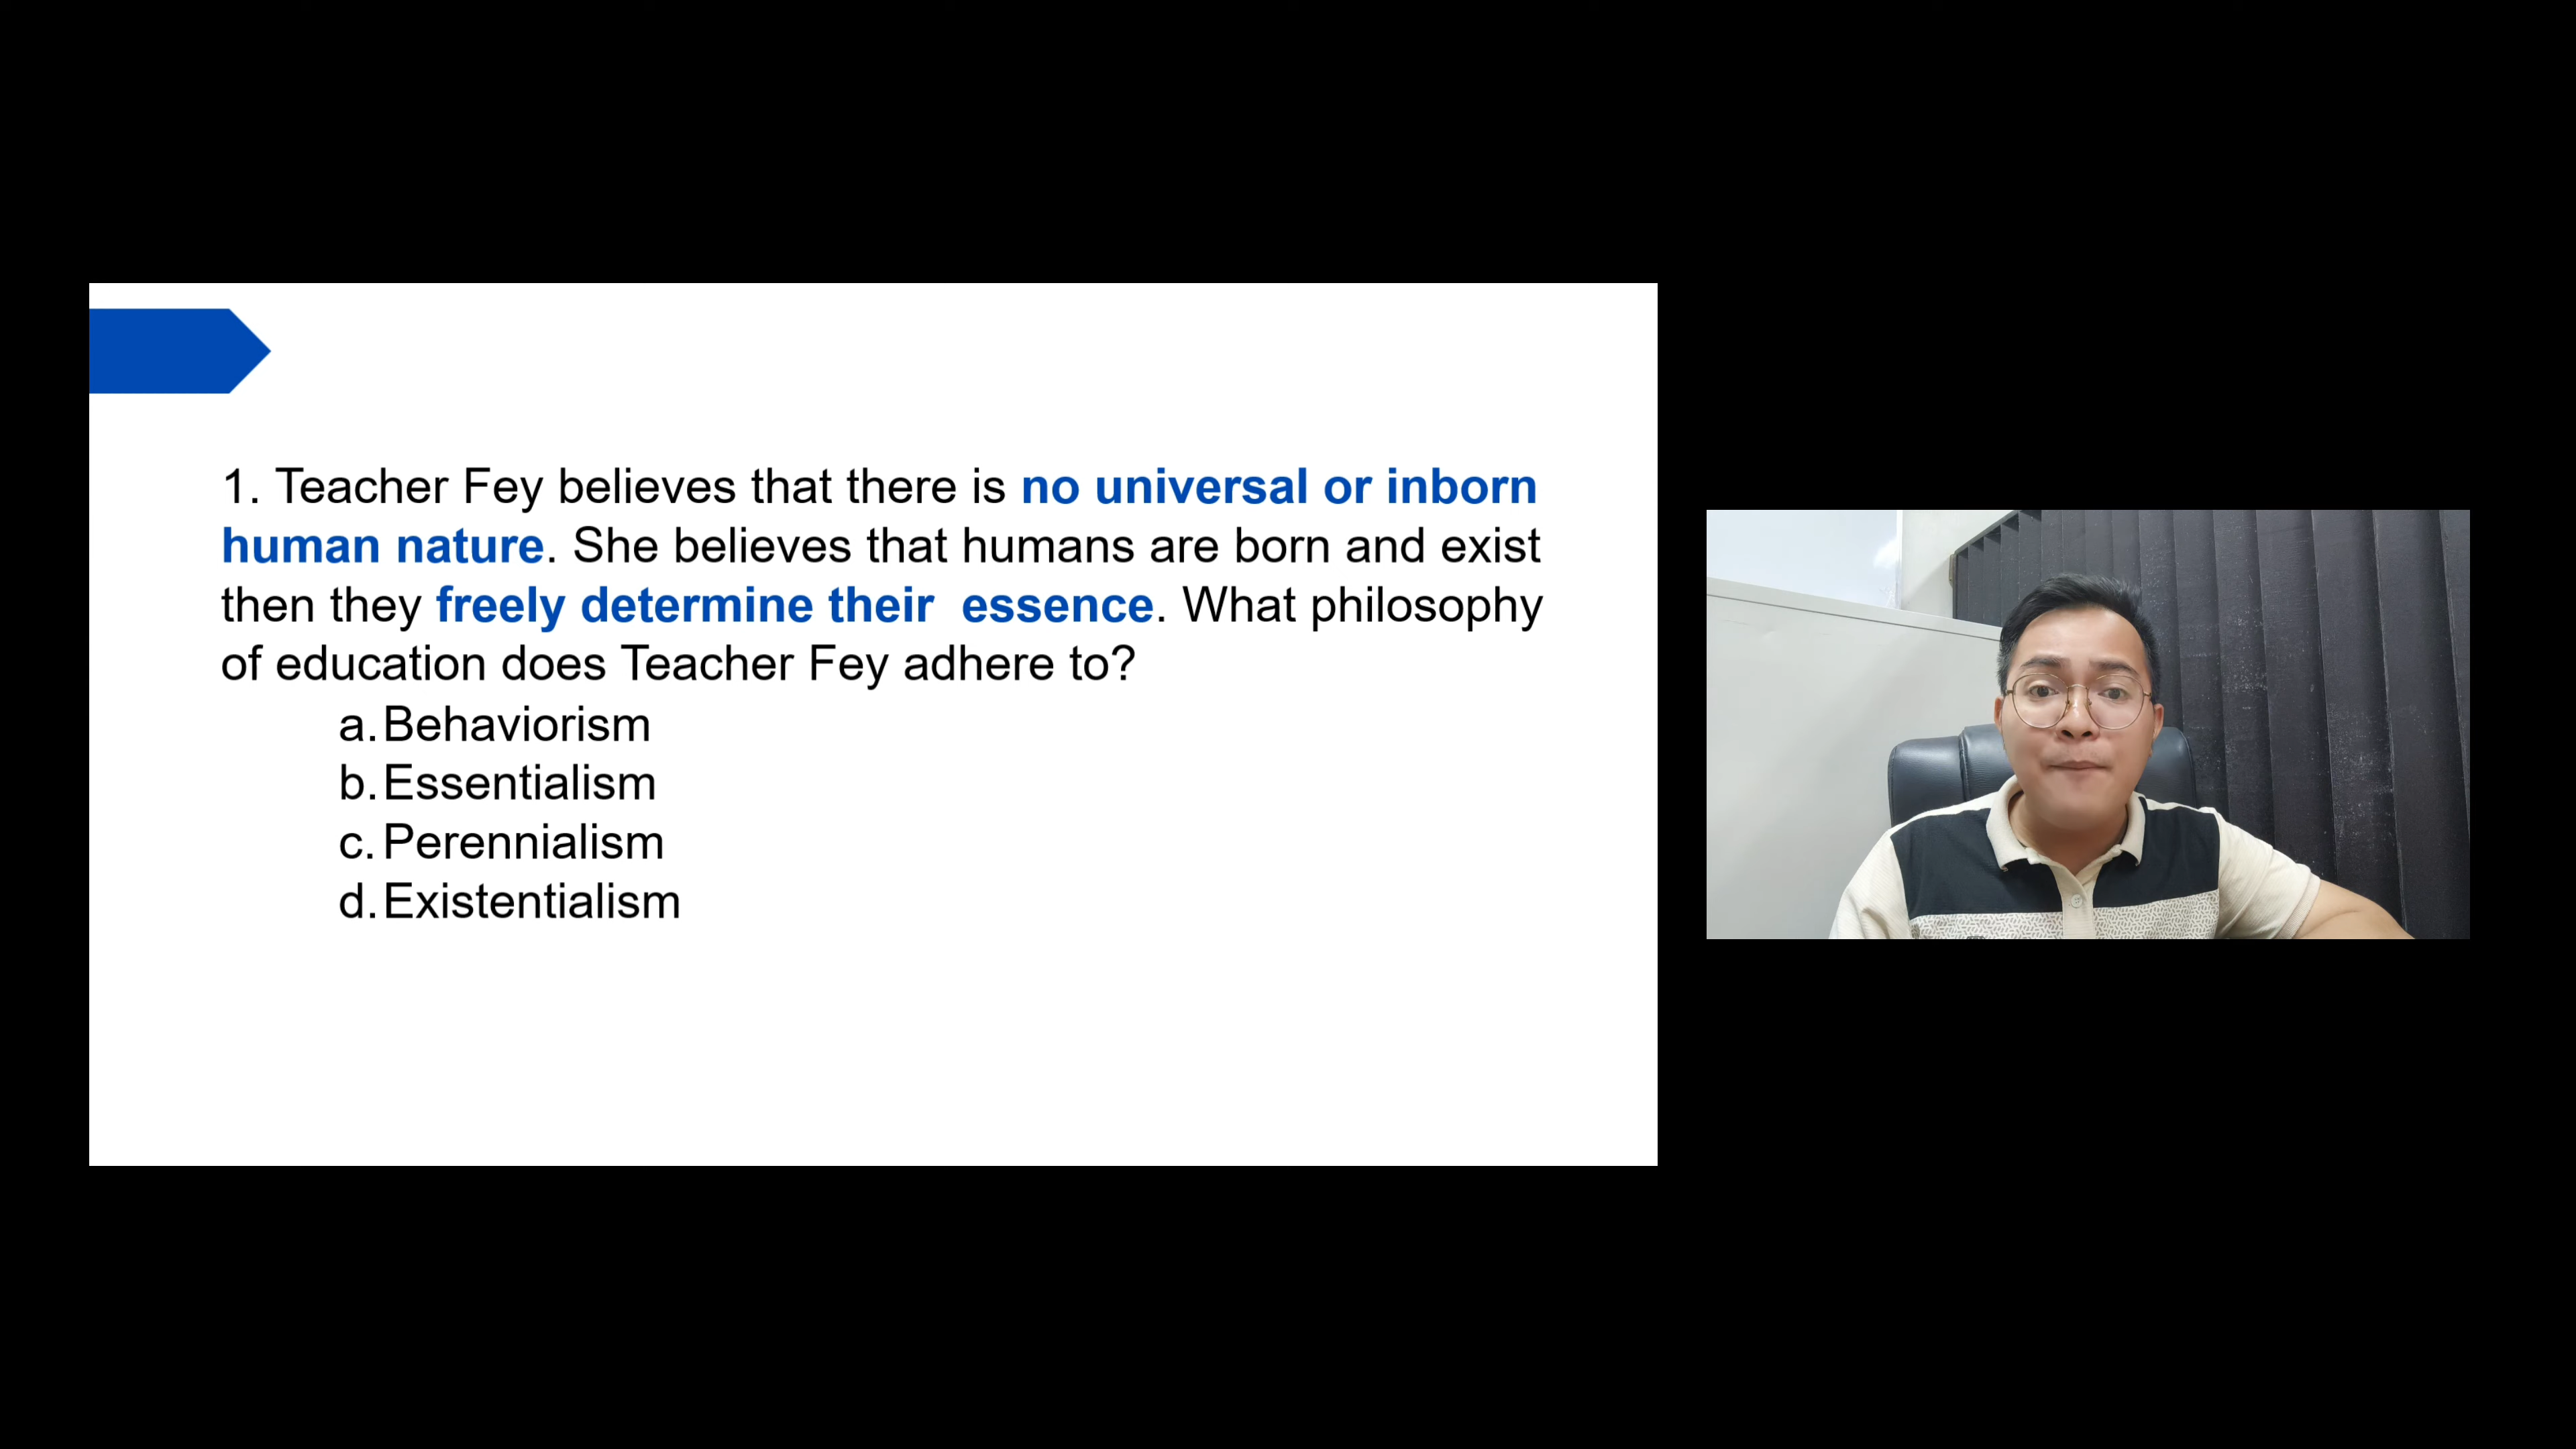 1. Teacher Fey believes that there is no universal or inborn
human nature. She believes that humans are born and exist
then they freely determine their essence. What philosophy
of education does Teacher Fey adhere to?
a. Behaviorism
b. Essentialism
c. Perennialism
d. Existentialism